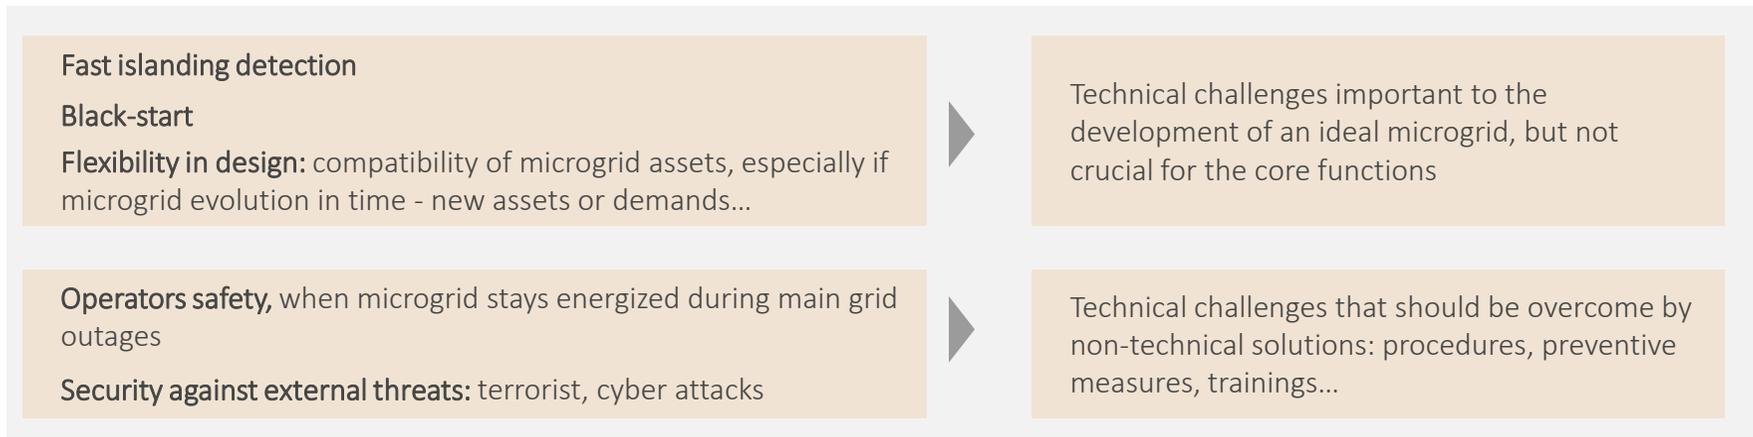 Fast islanding detection
Black-start
Flexibility in design: compatibility of microgrid assets, especially if
microgrid evolution in time - new assets or demands...
Technical challenges important to the
development of an ideal microgrid, but not
crucial for the core functions
Operators safety, when microgrid stays energized during main grid
outages
Security against external threats: terrorist, cyber attacks
Technical challenges that should be overcome by
non-technical solutions: procedures, preventive
measures, trainings...